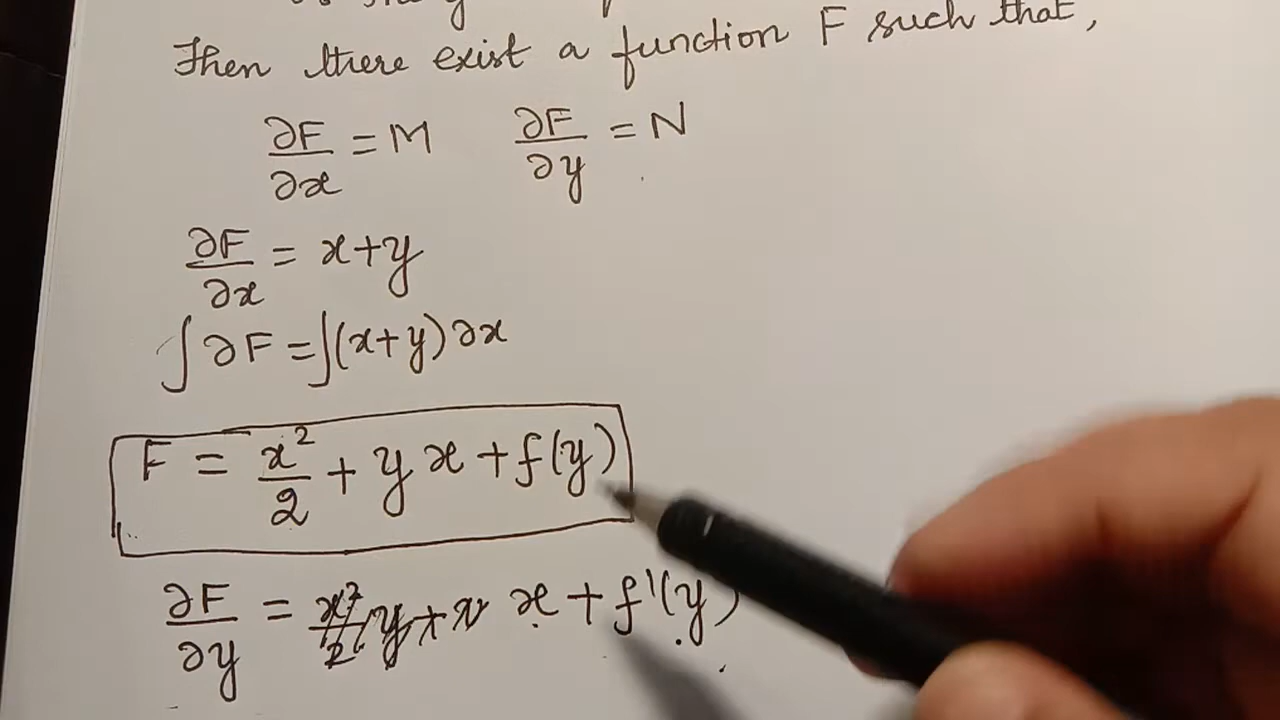 Then there exist a function F such that,
∂F/∂x = M ∂F/∂y = N
∂F/∂x = x+y
∫∂F = ∫(x+y)∂x
F = x²/2 + yx + f(y)
∂F/∂y = x + f'(y)